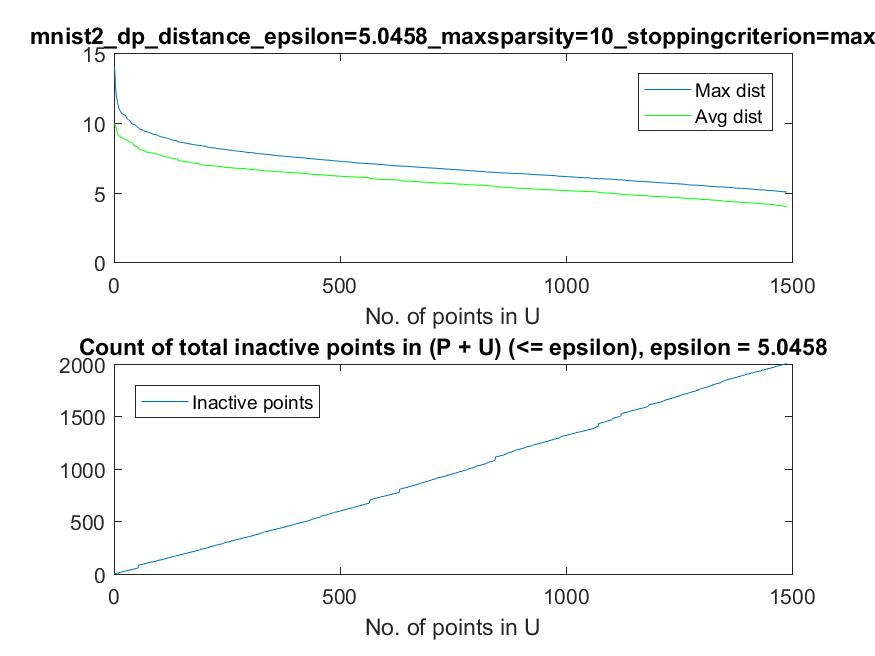 mnist2_dp_distance_epsilon=5.0458_maxsparsity=10_stoppingcriterion=max
15
10
5
0
Max dist
Avg dist
0 500 1000 1500
No. of points in U
Count of total inactive points in (P + U) (<= epsilon), epsilon = 5.0458
2000
1500
1000
500
0
Inactive points
0 500 1000 1500
No. of points in U